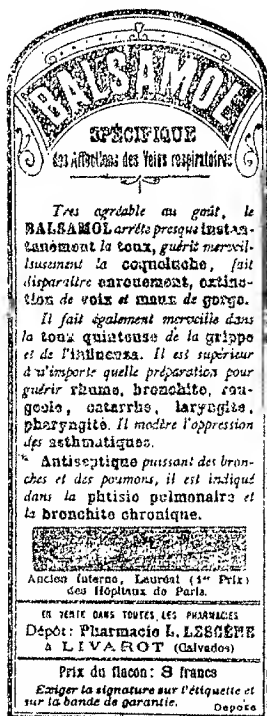 BALSAMOL
SPÉCIFIQUE
des Affections des Voies respiratoires
Tres agréable au goût, le
BALSAMOL arrête presque instan-
tanément la toux, guérit merveil-
leusement la coqueluche, fait
disparaître enrouement, extinc-
tion de voix et maux de gorge.
Il fait également merveille dans
la toux quinteuse de la grippe
et de l'influenza. Il est supérieur
à n'importe quelle préparation pour
guérir rhume, bronchite, rou-
geole, catarrhe, laryngite,
pharyngite. Il modère l'oppression
des asthmatiques.
Antiseptique puissant des bron-
ches et des poumons, il est indiqué
dans la phtisie pulmonaire et
la bronchite chronique.
Ancien Interne, Lauréat (1er Prix)
des Hôpitaux de Paris.
EN VENTE DANS TOUTES LES PHARMACIES
Dépôt: Pharmacie L. LESCÈNE
à LIVAROT (Calvados)
Prix du flacon: 3 francs
Exiger la signature sur l'étiquette et
sur la bande de garantie.
Déposé